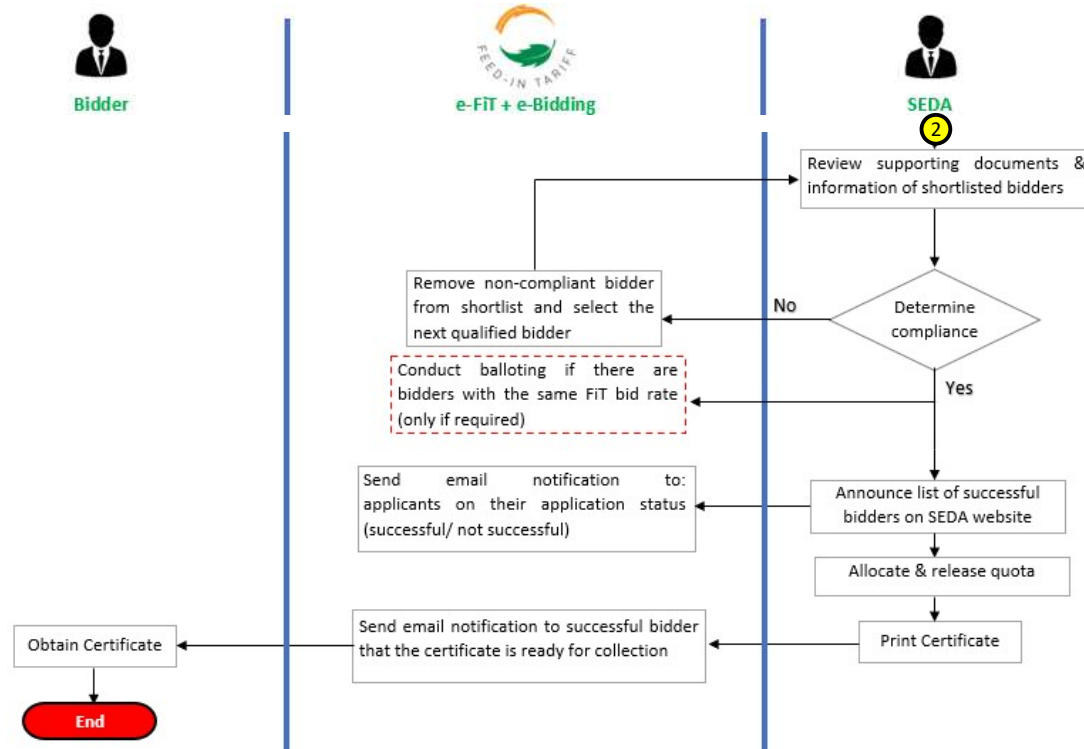 FEED-IN TARIFF
Bidder
e-FiT + e-Bidding
SEDA
2
Review supporting documents &
information of shortlisted bidders
Remove non-compliant bidder
from shortlist and select the
next qualified bidder
No
Determine
compliance
Conduct balloting if there are
bidders with the same FiT bid rate
(only if required)
Yes
Send email notification to:
applicants on their application status
(successful/ not successful)
Announce list of successful
bidders on SEDA website
Allocate & release quota
Obtain Certificate
Send email notification to successful bidder
that the certificate is ready for collection
Print Certificate
End